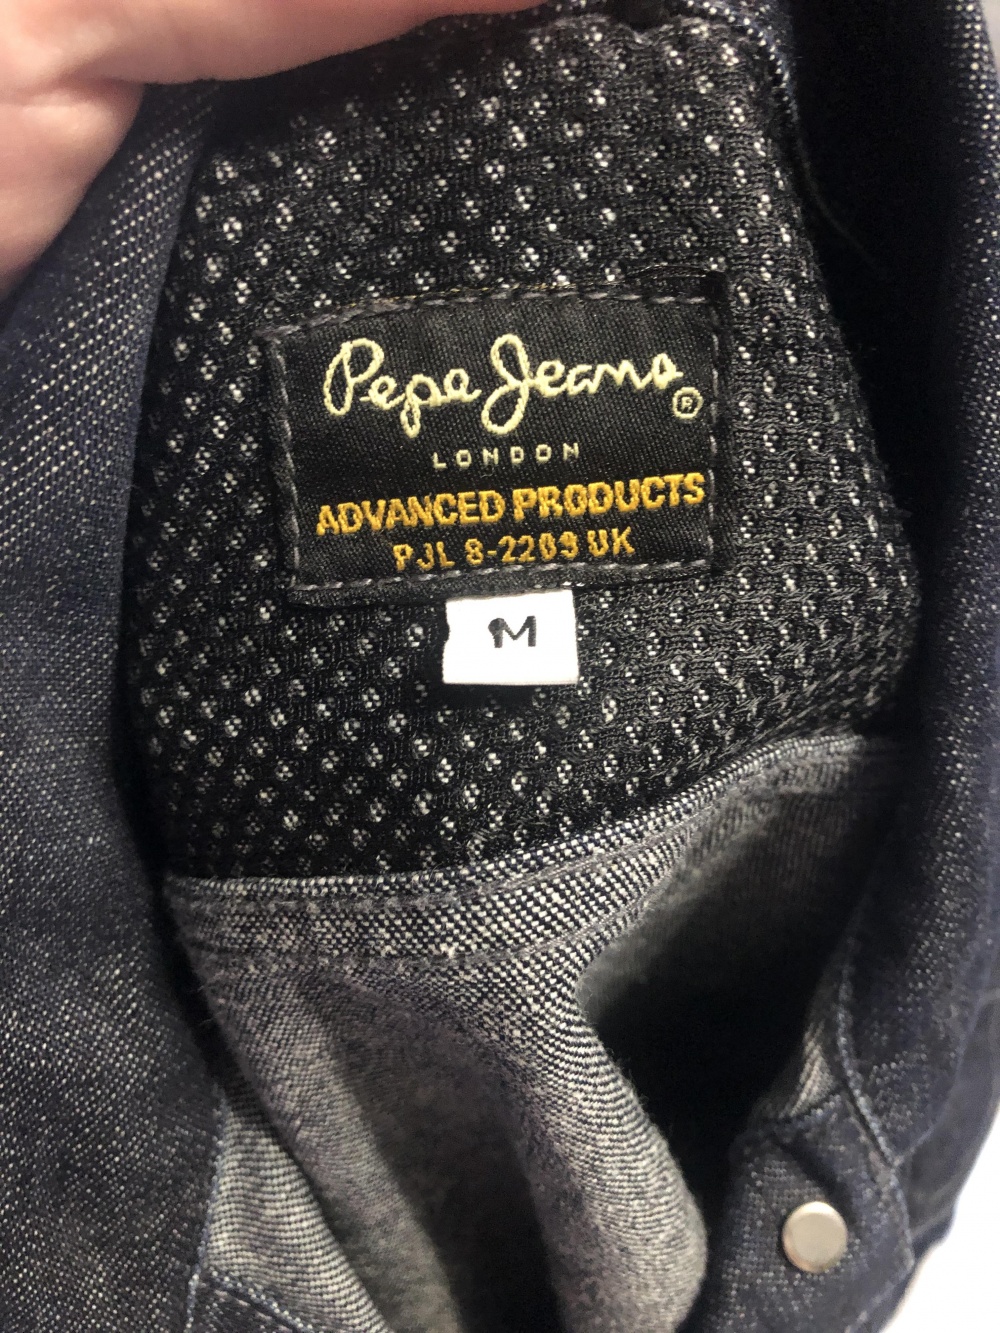 Pepe Jeans ®
LONDON
ADVANCED PRODUCTS
PJL 8-2209 UK
M